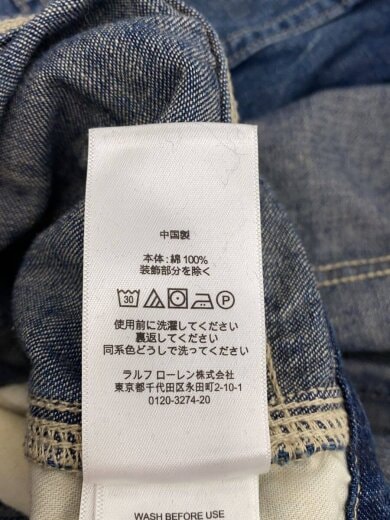 中国製
本体: 綿 100%
装飾部分を除く
30 P
使用前に洗濯してください
裏返してください
同系色どうしで洗ってください
ラルフ ローレン株式会社
東京都千代田区永田町2-10-1
0120-3274-20
WASH BEFORE USE